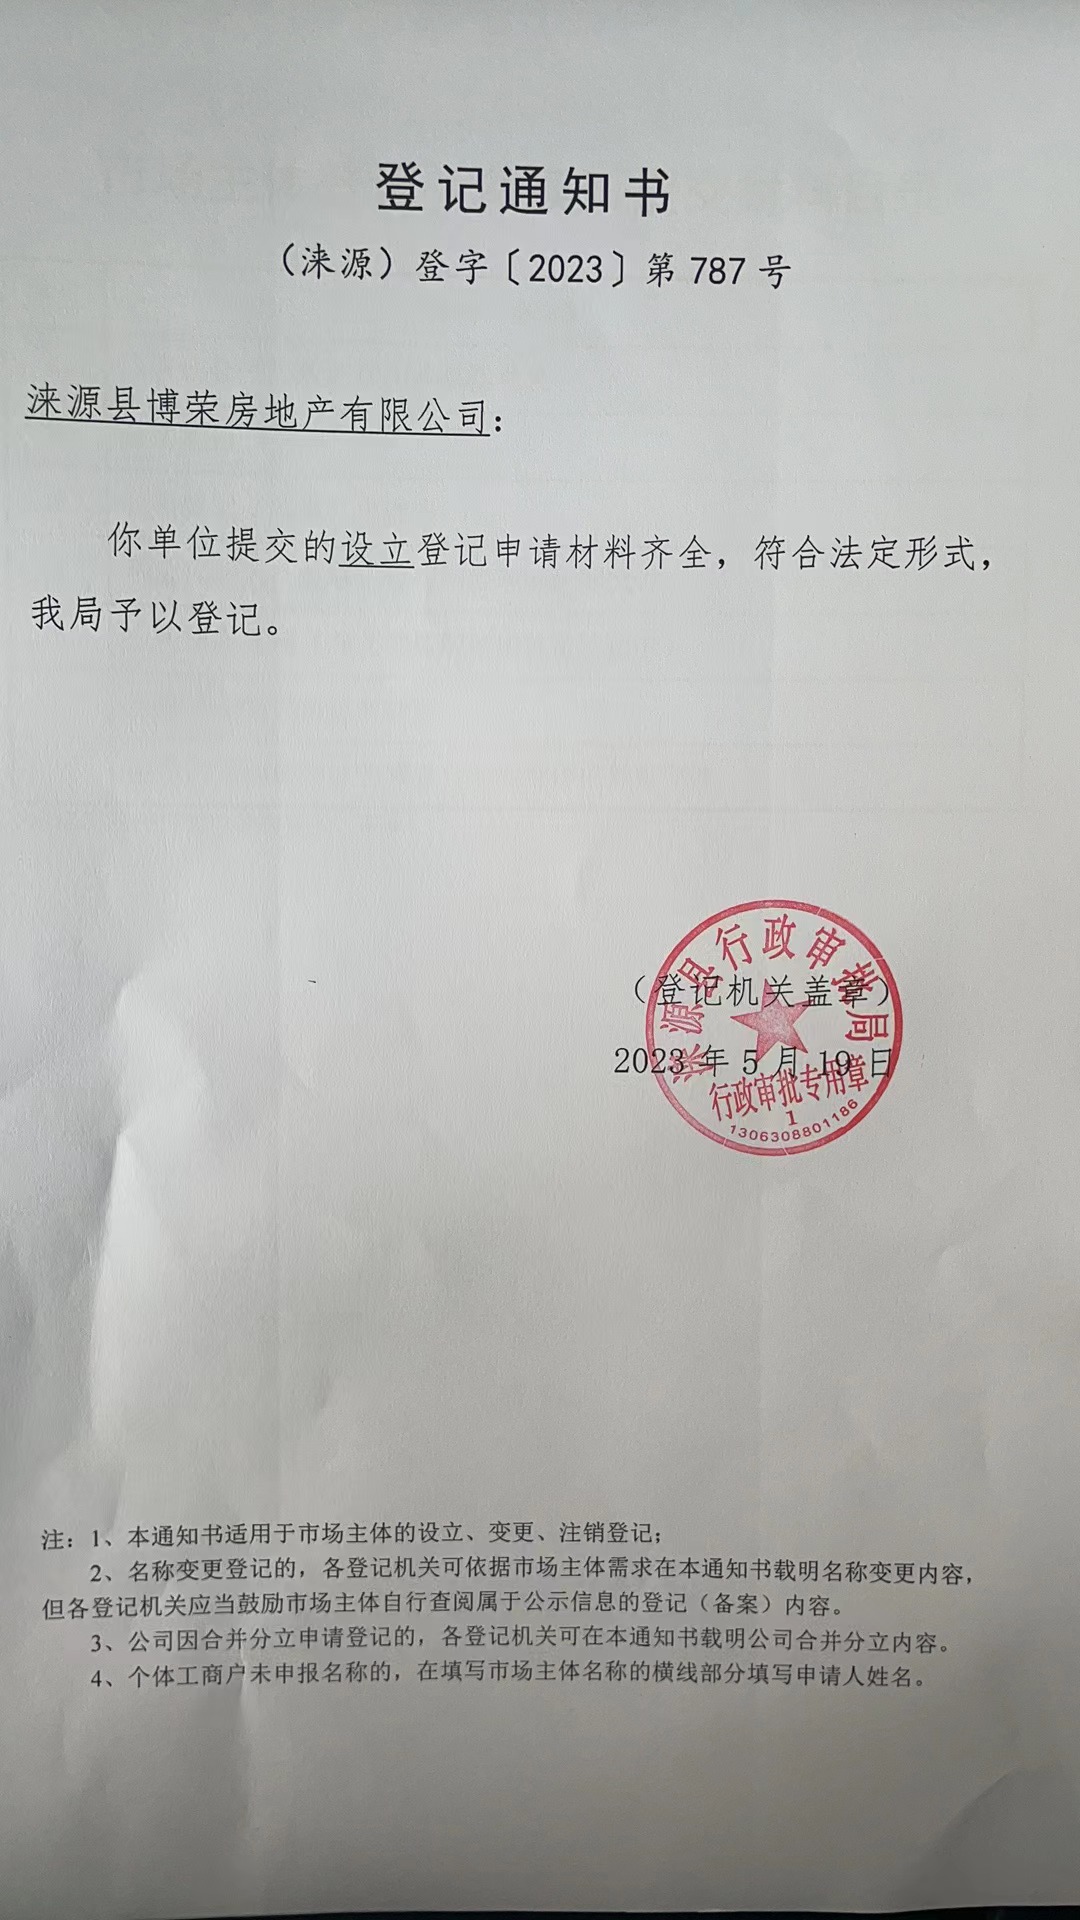 登记通知书
（涞源）登字〔2023〕第 787 号
涞源县博荣房地产有限公司：
你单位提交的设立登记申请材料齐全，符合法定形式，
我局予以登记。
（登记机关盖章）
2023 年 5 月 19 日
涞源县行政审批局
行政审批专用章
1
1306308801186
注：1、本通知书适用于市场主体的设立、变更、注销登记；
2、名称变更登记的，各登记机关可依据市场主体需求在本通知书载明名称变更内容，
但各登记机关应当鼓励市场主体自行查阅属于公示信息的登记（备案）内容。
3、公司因合并分立申请登记的，各登记机关可在本通知书载明公司合并分立内容。
4、个体工商户未申报名称的，在填写市场主体名称的横线部分填写申请人姓名。